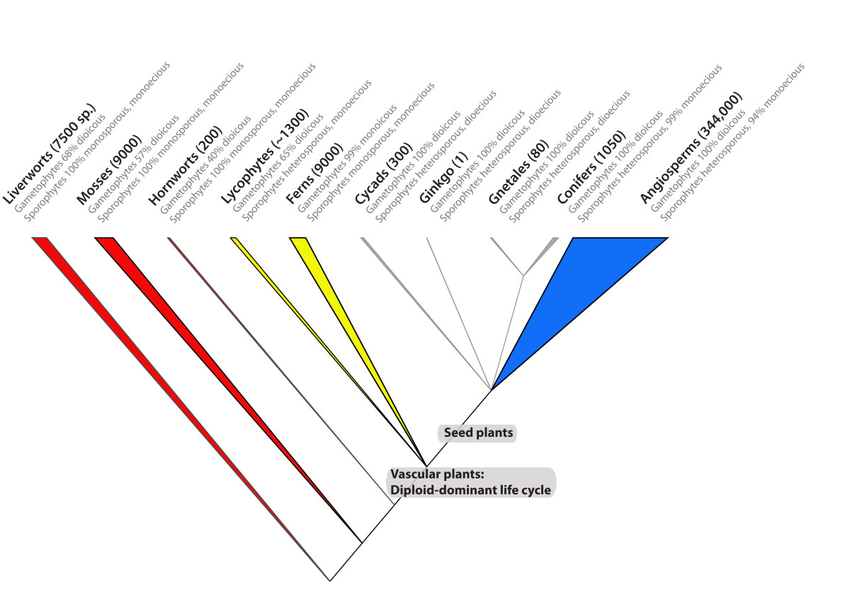 Liverworts (7500 sp.)
Gametophytes 68% dioicous
Sporophytes 100% monosporous, monoecious
Mosses (9000)
Gametophytes 57% dioicous
Sporophytes 100% monosporous, monoecious
Hornworts (200)
Gametophytes 40% dioicous
Sporophytes 100% monosporous, monoecious
Lycophytes (~1300)
Gametophytes 65% dioicous
Sporophytes heterosporous, monoecious
Ferns (9000)
Gametophytes 99% monoicous
Sporophytes monosporous, monoecious
Cycads (300)
Gametophytes 100% dioicous
Sporophytes heterosporous, dioecious
Ginkgo (1)
Gametophytes 100% dioicous
Sporophytes heterosporous, dioecious
Gnetales (80)
Gametophytes 100% dioicous
Sporophytes heterosporous, dioecious
Conifers (1050)
Gametophytes 100% dioicous
Sporophytes heterosporous, 99% monoecious
Angiosperms (344,000)
Gametophytes 100% dioicous
Sporophytes heterosporous, 94% monoecious
Seed plants
Vascular plants:
Diploid-dominant life cycle